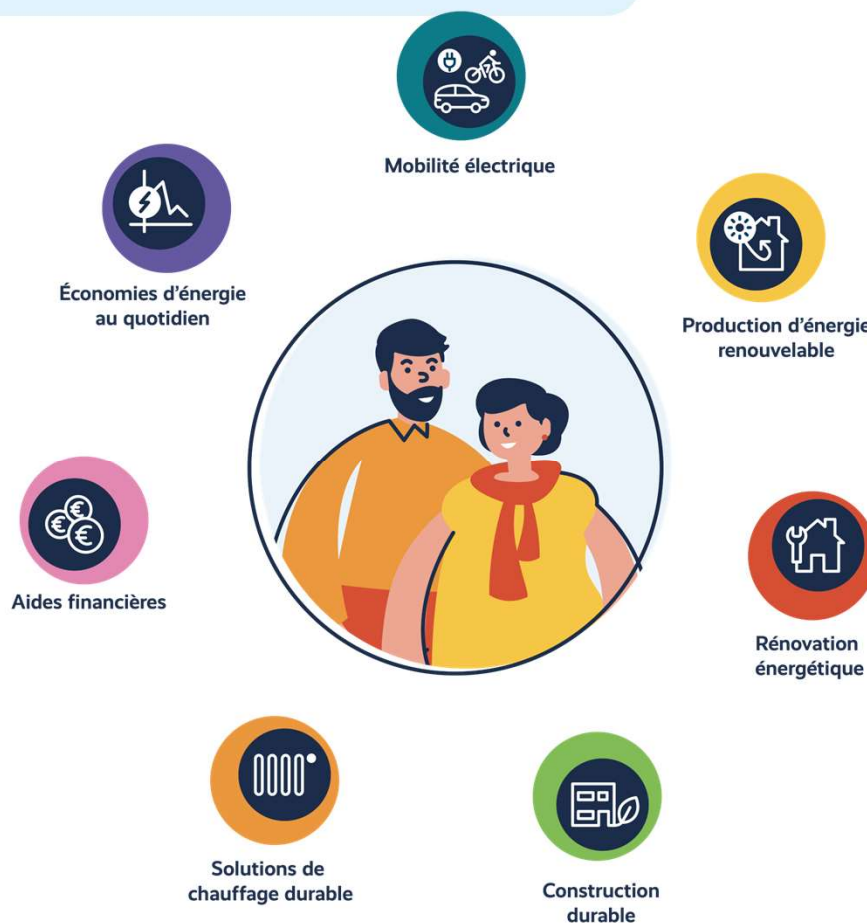 Mobilité électrique
Économies d'énergie
au quotidien
Production d'énergie
renouvelable
Aides financières
Rénovation
énergétique
Solutions de
chauffage durable
Construction
durable